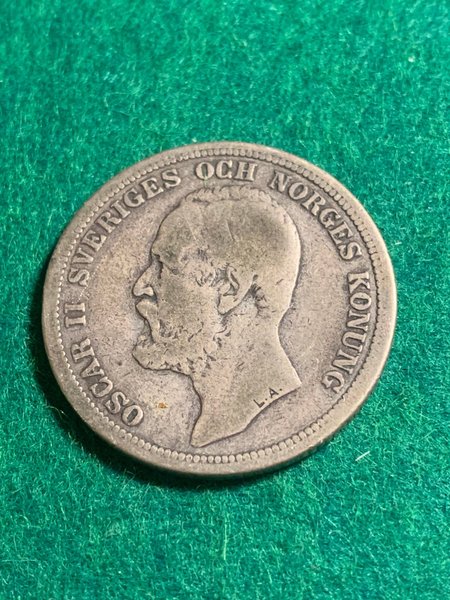 OSCAR II SVERIGES OCH NORGES KONUNG
L.A.